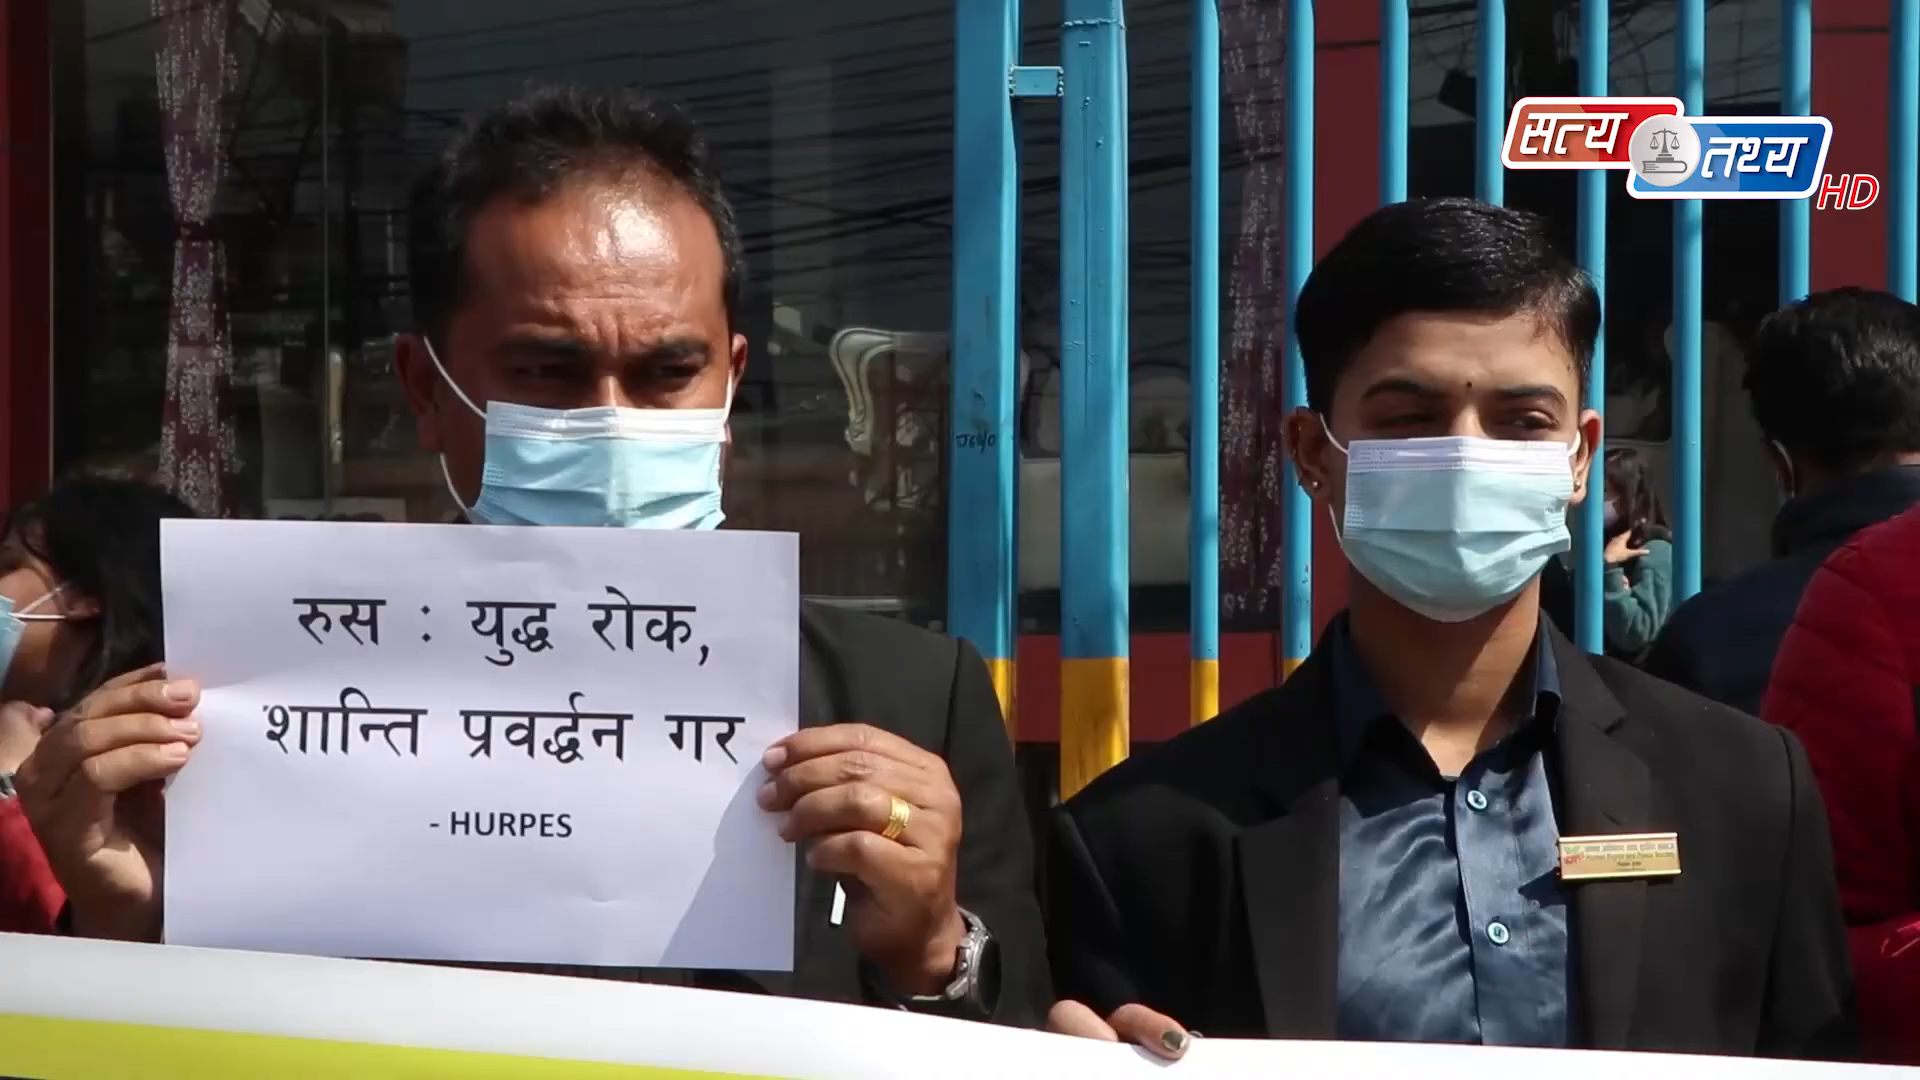 सत्य तथ्य
HD
रुस : युद्ध रोक,
शान्ति प्रवर्द्धन गर
- HURPES